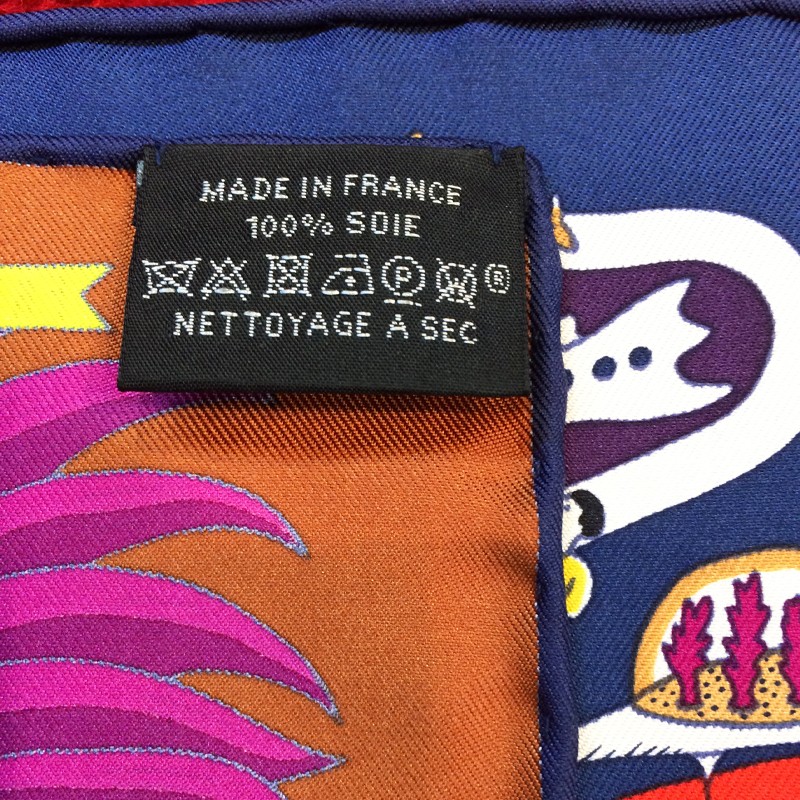 MADE IN FRANCE
100% SOIE
P W ®
NETTOYAGE À SEC